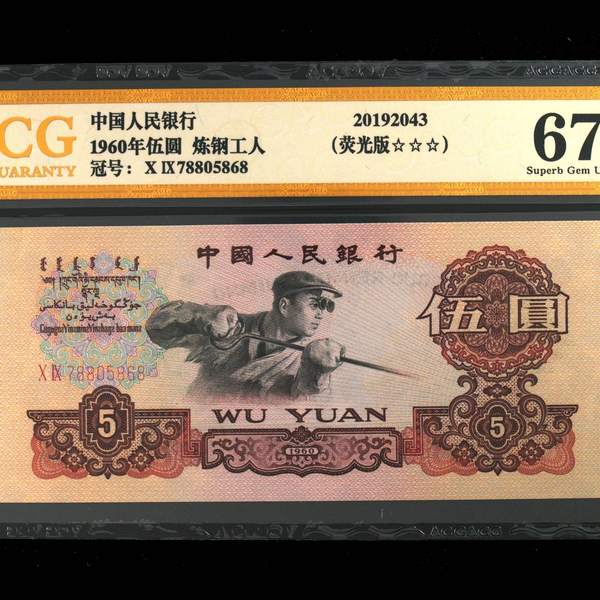 CG
UARANTY
中国人民银行
1960年伍圆 炼钢工人
冠号: X Ⅸ78805868
20192043
(荧光版☆☆☆)
67
Superb Gem U
中國人民銀行
X Ⅸ 78805868
伍圓
WU YUAN
5
1960
5